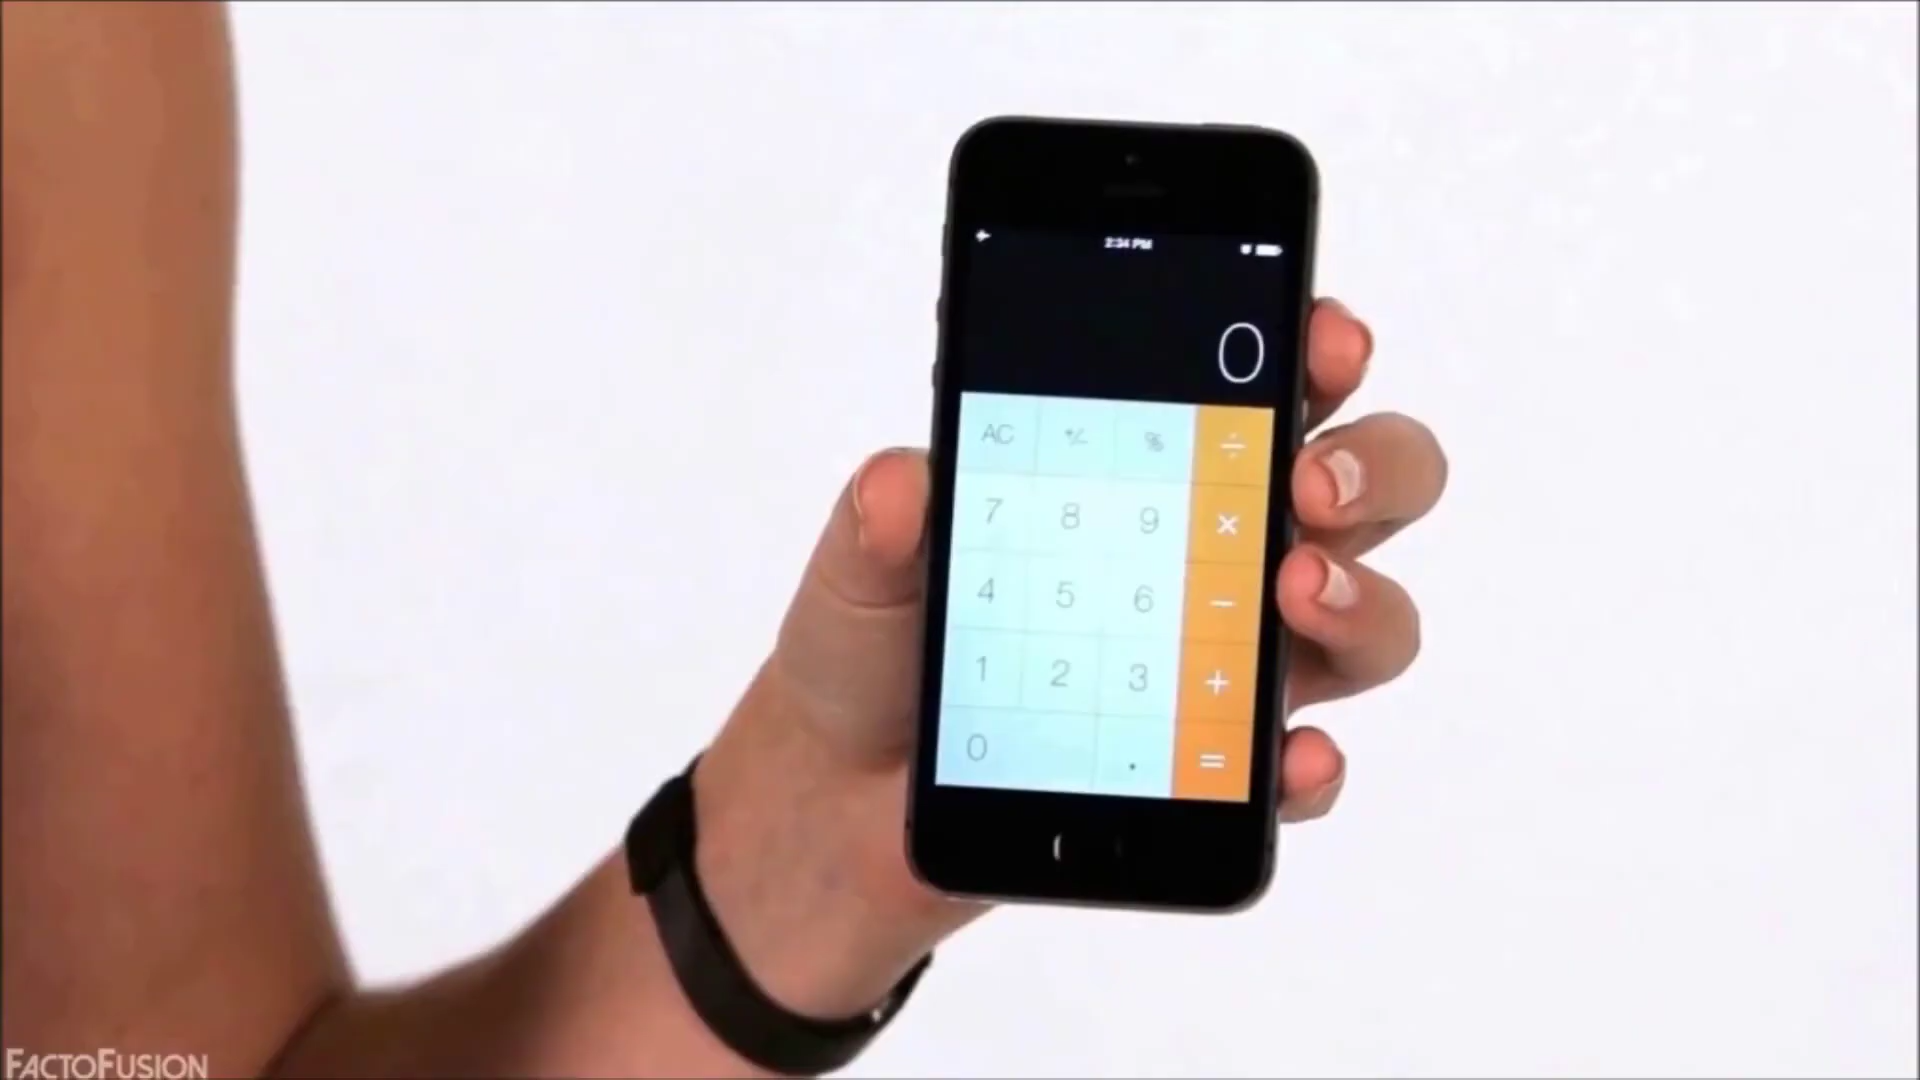 2:34 PM
0
AC +/- % ÷
7 8 9 ×
4 5 6 −
1 2 3 +
0 . =
FACTOFUSION